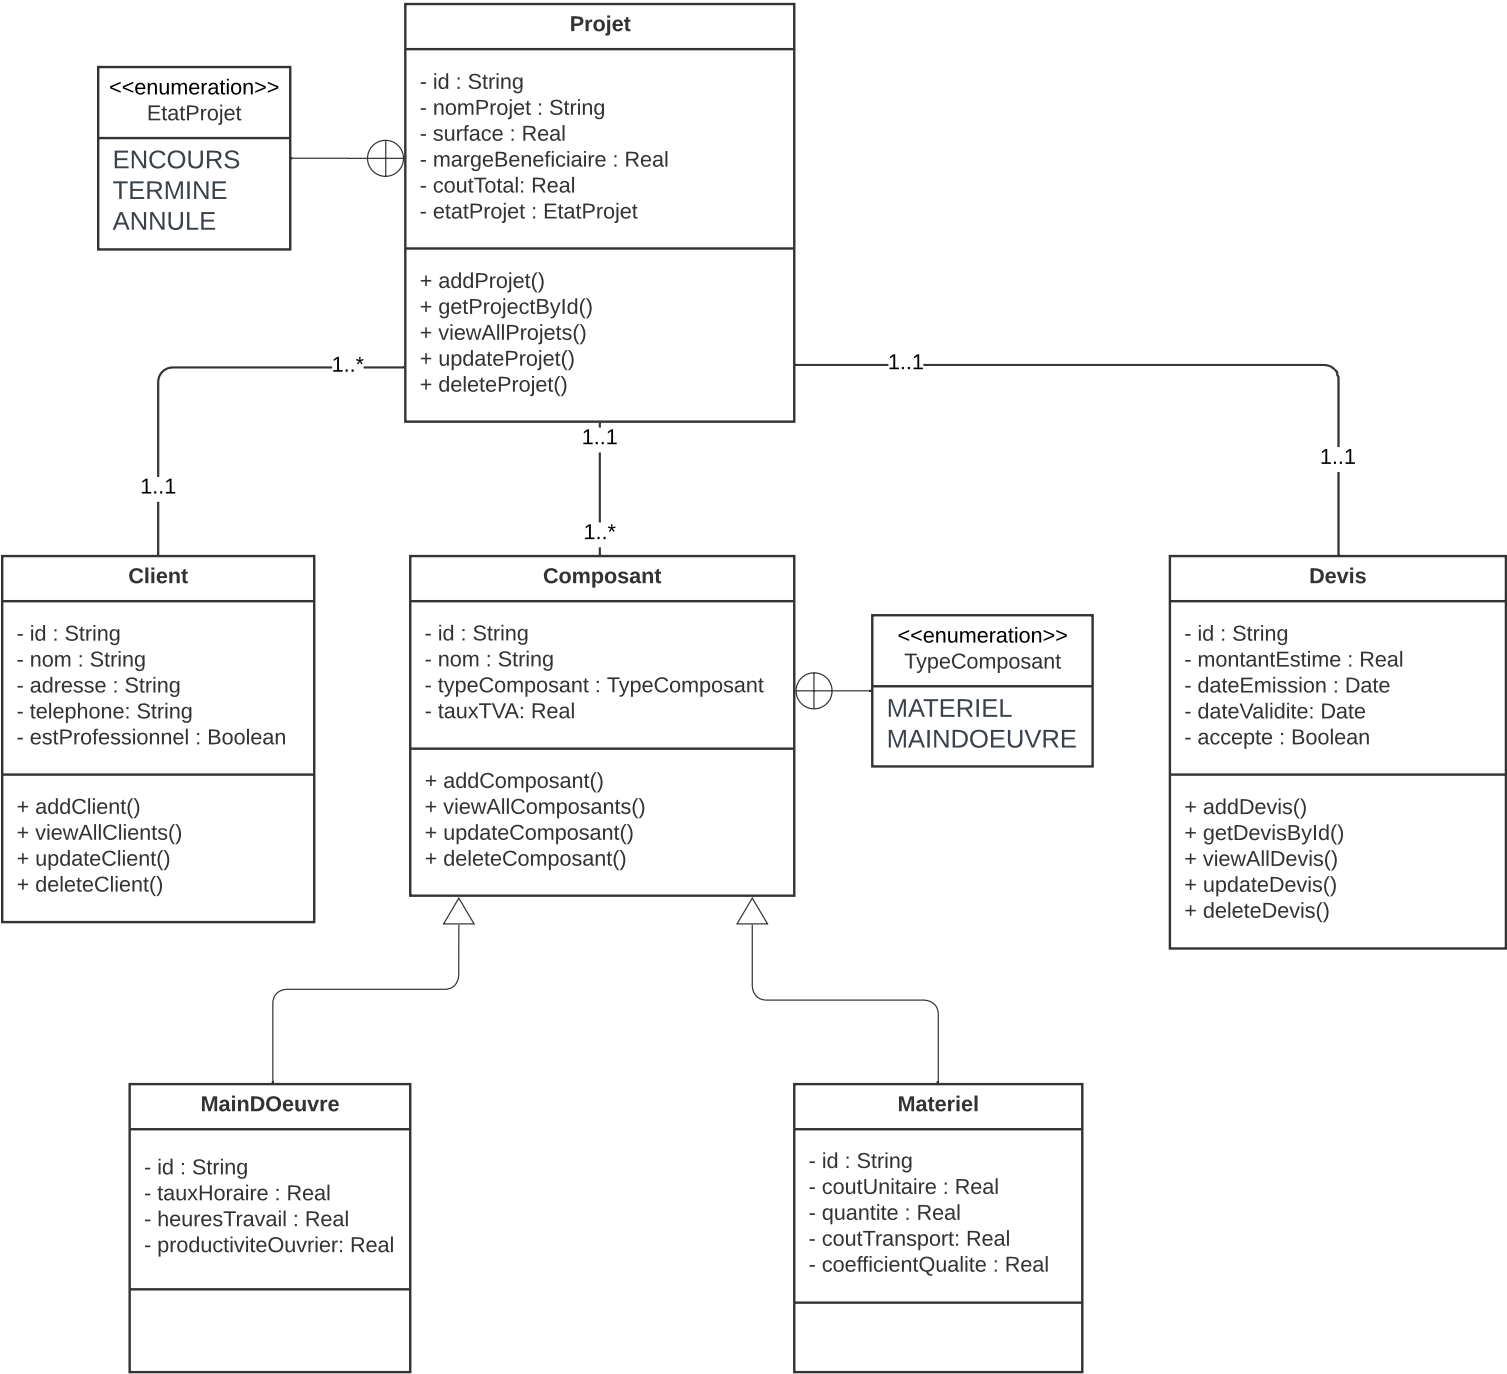 Projet
- id : String
- nomProjet : String
- surface : Real
- margeBeneficiaire : Real
- coutTotal: Real
- etatProjet : EtatProjet
+ addProjet()
+ getProjectById()
+ viewAllProjets()
+ updateProjet()
+ deleteProjet()
<<enumeration>>
EtatProjet
ENCOURS
TERMINE
ANNULE
1..*
1..1
1..1
1..*
1..1
1..1
Client
- id : String
- nom : String
- adresse : String
- telephone: String
- estProfessionnel : Boolean
+ addClient()
+ viewAllClients()
+ updateClient()
+ deleteClient()
Composant
- id : String
- nom : String
- typeComposant : TypeComposant
- tauxTVA: Real
+ addComposant()
+ viewAllComposants()
+ updateComposant()
+ deleteComposant()
<<enumeration>>
TypeComposant
MATERIEL
MAINDOEUVRE
Devis
- id : String
- montantEstime : Real
- dateEmission : Date
- dateValidite: Date
- accepte : Boolean
+ addDevis()
+ getDevisById()
+ viewAllDevis()
+ updateDevis()
+ deleteDevis()
MainDOeuvre
- id : String
- tauxHoraire : Real
- heuresTravail : Real
- productiviteOuvrier: Real
Materiel
- id : String
- coutUnitaire : Real
- quantite : Real
- coutTransport: Real
- coefficientQualite : Real